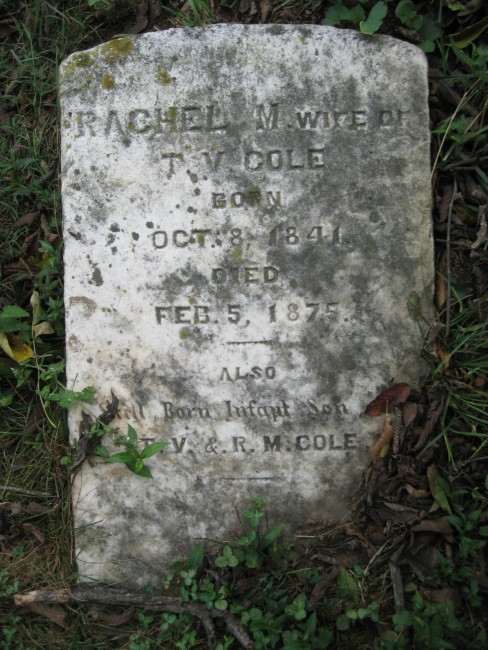 RACHEL M. WIFE OF
T. V. COLE
BORN
OCT. 8, 1841.
DIED
FEB. 5, 1875.
ALSO
Still Born Infant Son
T. V. & R. M. COLE